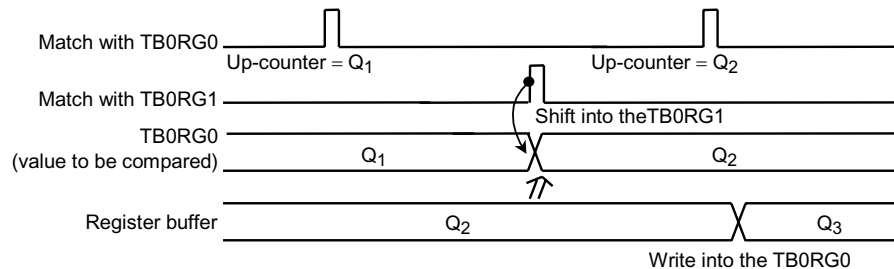 Match with TB0RG0
Up-counter = Q1
Up-counter = Q2
Match with TB0RG1
Shift into theTB0RG1
TB0RG0
(value to be compared)
Q1
Q2
Register buffer
Q2
Q3
Write into the TB0RG0